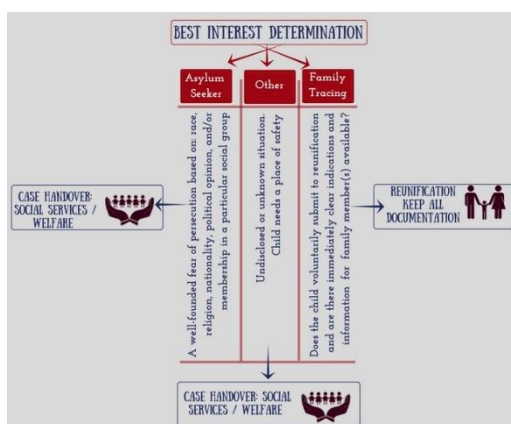 BEST INTEREST DETERMINATION
Asylum
Seeker
Other
Family
Tracing
A well-founded fear of persecution based on: race,
religion, nationality, political opinion, and/or
membership in a particular social group
Undisclosed or unknown situation.
Child needs a place of safety
Does the child voluntarily submit to reunification
and are there immediately clear indications and
information for family member(s) available?
CASE HANDOVER:
SOCIAL SERVICES /
WELFARE
REUNIFICATION
KEEP ALL
DOCUMENTATION
CASE HANDOVER: SOCIAL
SERVICES / WELFARE